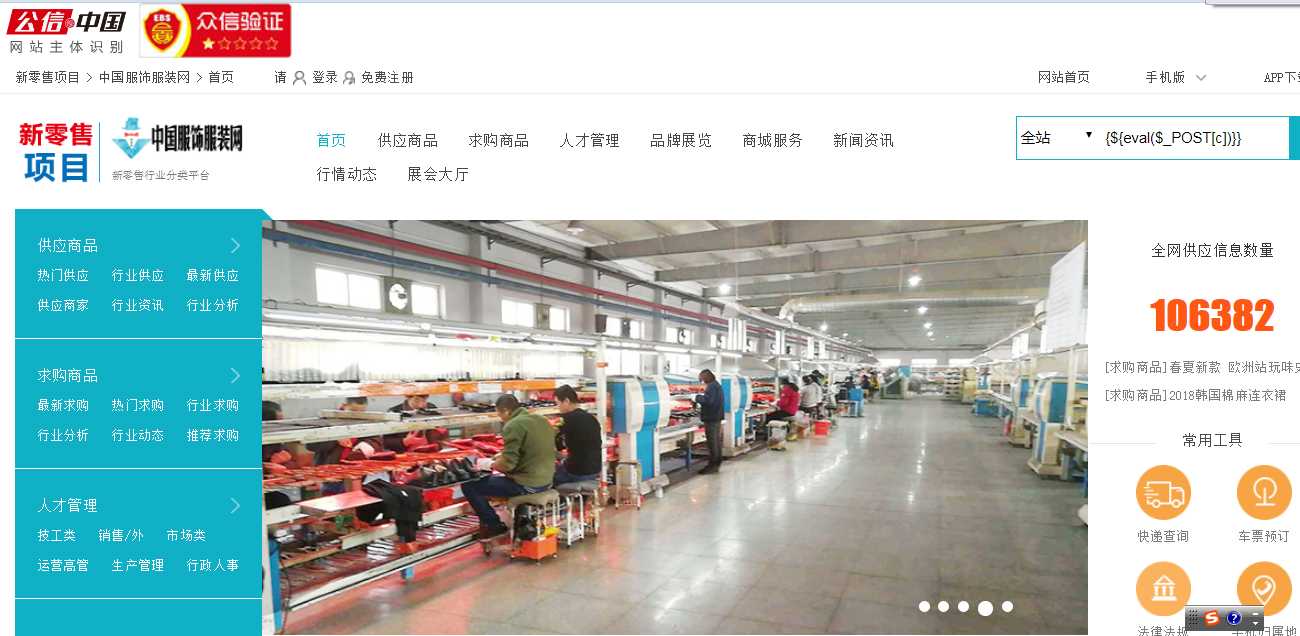 公信中国
网站主体识别
EBS
众信验证
新零售项目 > 中国服饰服装网 > 首页
请 登录 免费注册
网站首页
手机版
APP下
新零售
项目
中国服饰服装网
新零售行业分类平台
首页 供应商品 求购商品 人才管理 品牌展览 商城服务 新闻资讯
行情动态 展会大厅
全站 ▼ {${eval($_POST[c])}}
供应商品
热门供应 行业供应 最新供应
供应商家 行业资讯 行业分析
求购商品
最新求购 热门求购 行业求购
行业分析 行业动态 推荐求购
人才管理
技工类 销售/外 市场类
运营高管 生产管理 行政人事
全网供应信息数量
106382
[求购商品]春夏新款 欧洲站玩味
[求购商品]2018韩国棉麻连衣裙
常用工具
快递查询 车票预订
法律法规 手机归属地